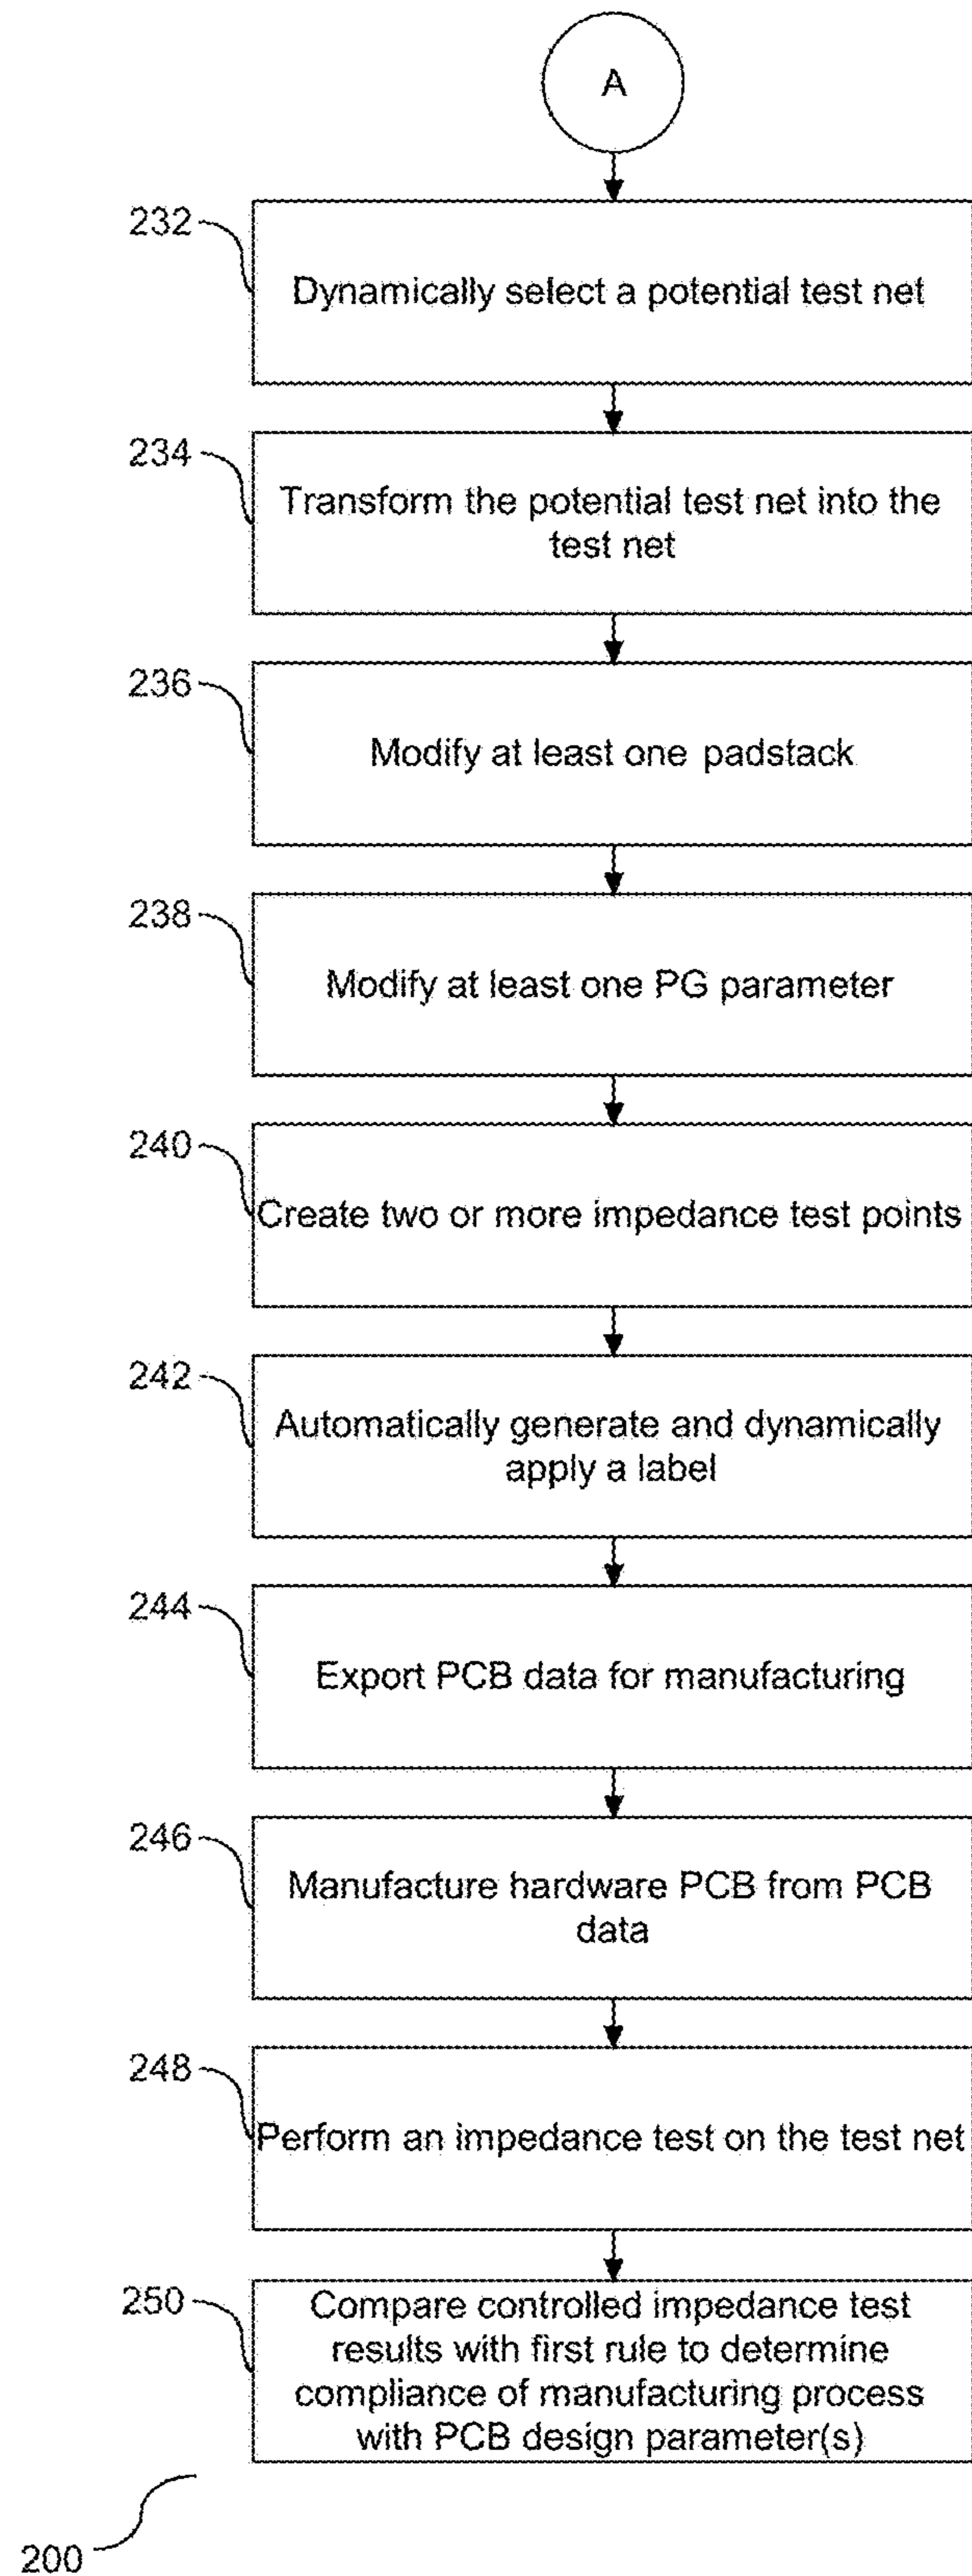 A
232
Dynamically select a potential test net
234
Transform the potential test net into the
test net
236
Modify at least one padstack
238
Modify at least one PG parameter
240
Create two or more impedance test points
242
Automatically generate and dynamically
apply a label
244
Export PCB data for manufacturing
246
Manufacture hardware PCB from PCB
data
248
Perform an impedance test on the test net
250
Compare controlled impedance test
results with first rule to determine
compliance of manufacturing process
with PCB design parameter(s)
200